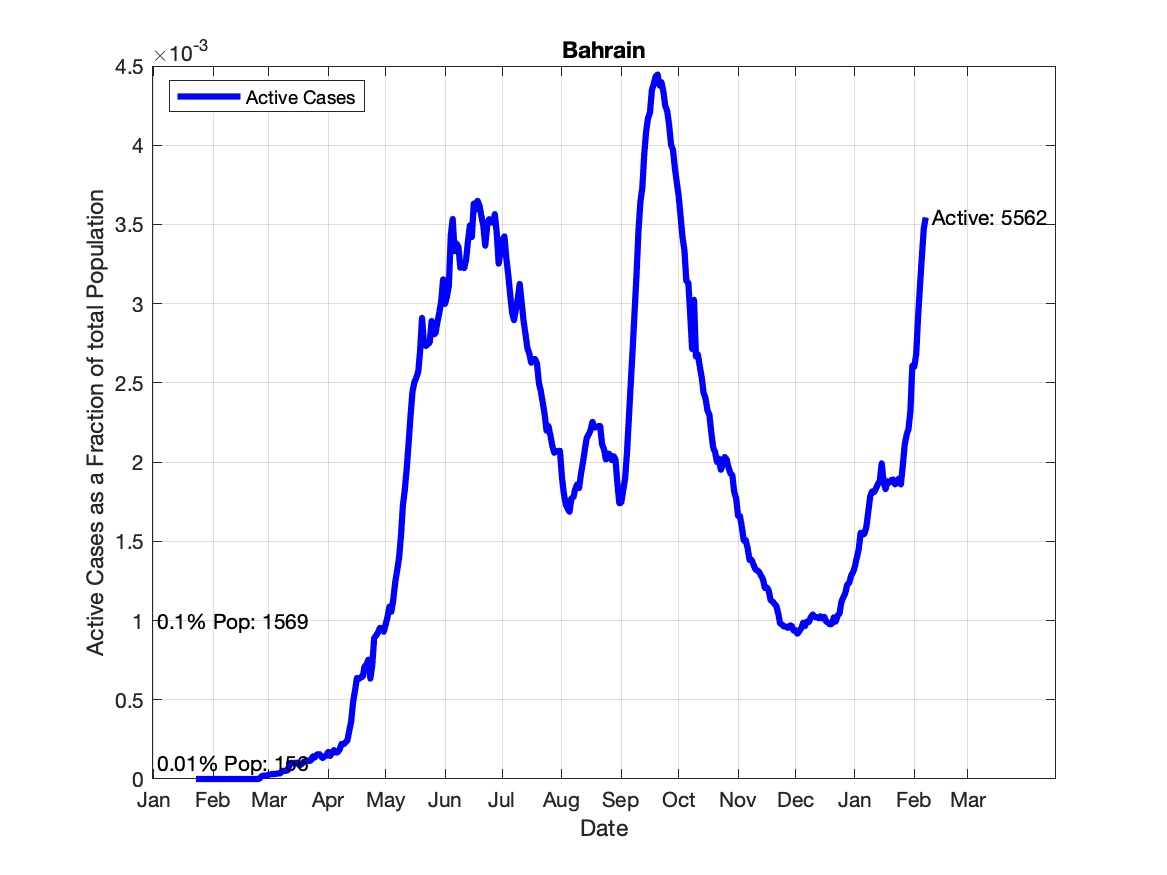 Bahrain
×10-3
4.5
4
3.5
3
2.5
2
1.5
1
0.5
0
Active Cases as a Fraction of total Population
Active Cases
Active: 5562
0.1% Pop: 1569
0.01% Pop: 156
Jan Feb Mar Apr May Jun Jul Aug Sep Oct Nov Dec Jan Feb Mar
Date